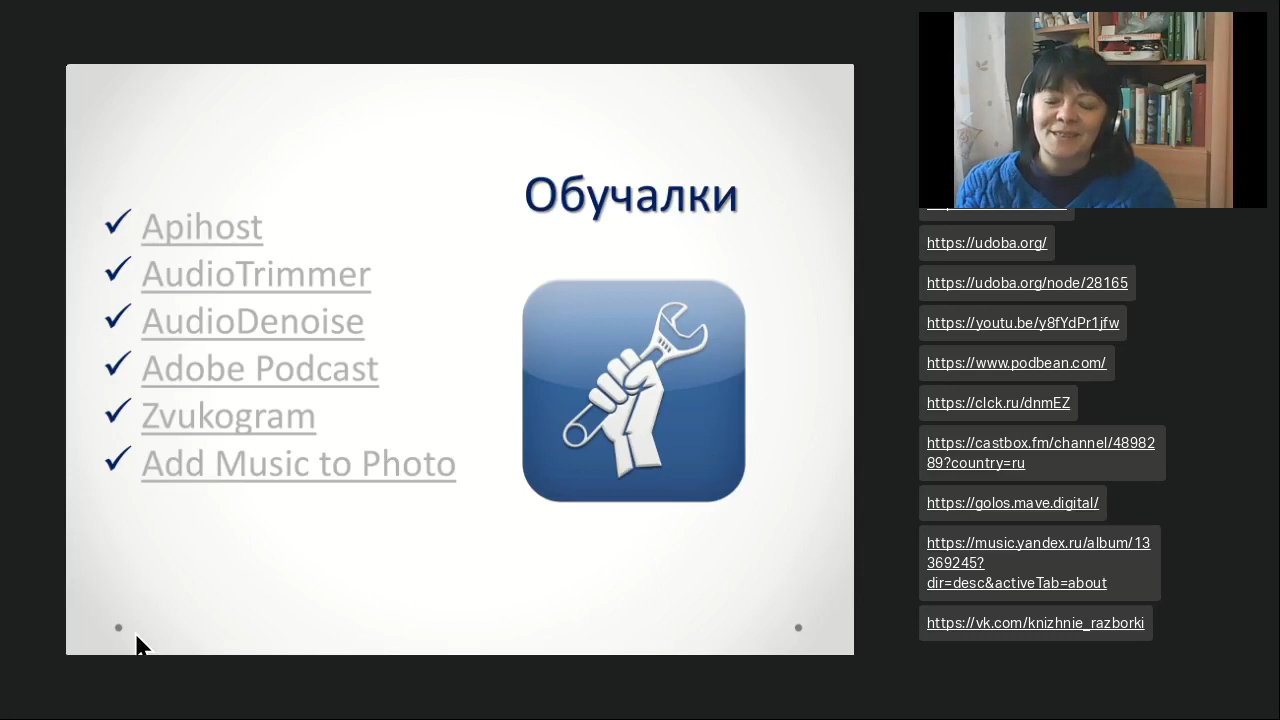 Обучалки
Apihost
AudioTrimmer
AudioDenoise
Adobe Podcast
Zvukogram
Add Music to Photo
https://udoba.org/
https://udoba.org/node/28165
https://youtu.be/y8fYdPr1jfw
https://www.podbean.com/
https://clck.ru/dnmEZ
https://castbox.fm/channel/48982
89?country=ru
https://golos.mave.digital/
https://music.yandex.ru/album/13
369245?
dir=desc&activeTab=about
https://vk.com/knizhnie_razborki